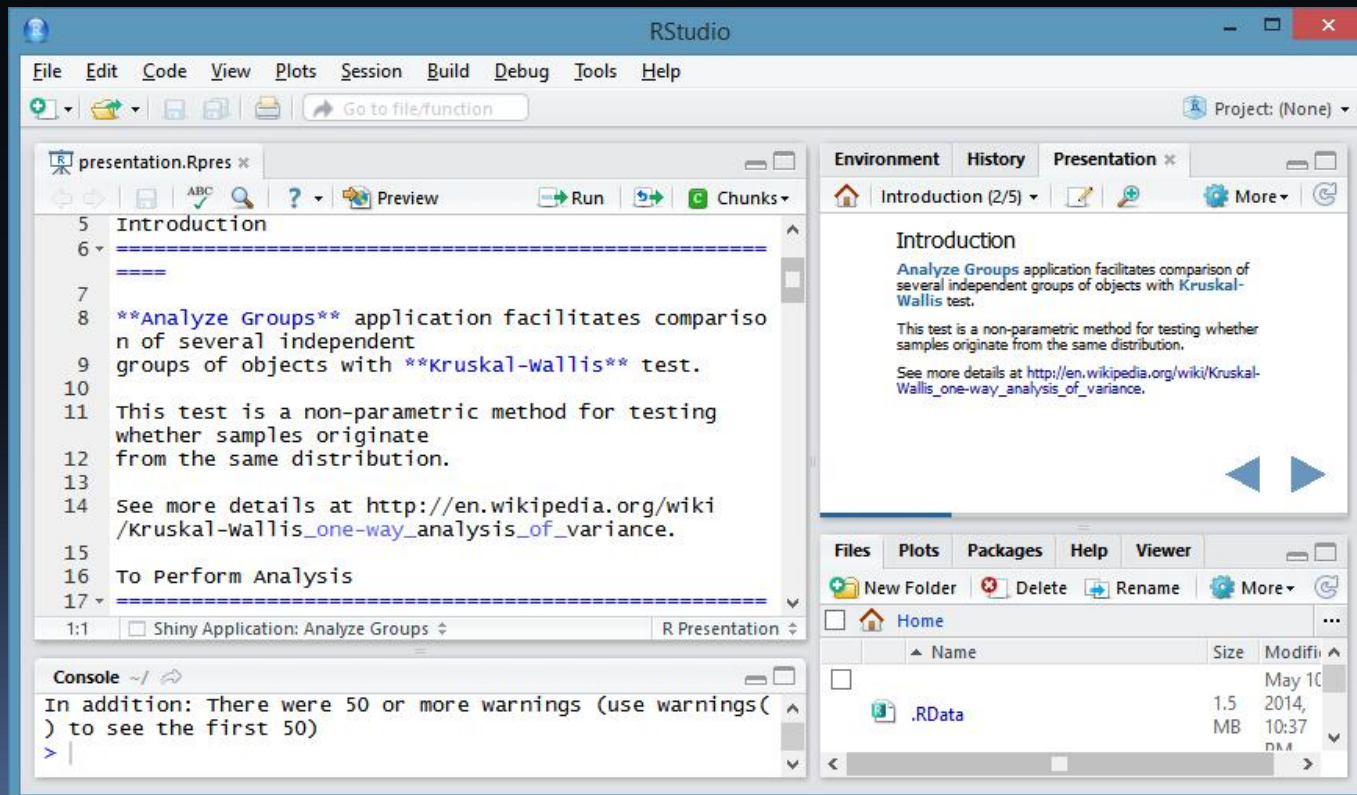 RStudio
File Edit Code View Plots Session Build Debug Tools Help
Go to file/function
Project: (None)
presentation.Rpres
ABC ? Preview Run Chunks
5 Introduction
6 =========================================================
====
7
8 **Analyze Groups** application facilitates compariso
n of several independent
9 groups of objects with **Kruskal-Wallis** test.
10
11 This test is a non-parametric method for testing
whether samples originate
12 from the same distribution.
13
14 See more details at http://en.wikipedia.org/wiki
/Kruskal-Wallis_one-way_analysis_of_variance.
15
16 To Perform Analysis
17 =========================================================
1:1 Shiny Application: Analyze Groups R Presentation
Console ~/
In addition: There were 50 or more warnings (use warnings(
) to see the first 50)
>
Environment History Presentation
Introduction (2/5) More
Introduction
Analyze Groups application facilitates comparison of
several independent groups of objects with Kruskal-
Wallis test.
This test is a non-parametric method for testing whether
samples originate from the same distribution.
See more details at http://en.wikipedia.org/wiki/Kruskal-
Wallis_one-way_analysis_of_variance.
Files Plots Packages Help Viewer
New Folder Delete Rename More
Home ...
Name Size Modifi
.RData
1.5
MB
May 10
2014,
10:37
PM